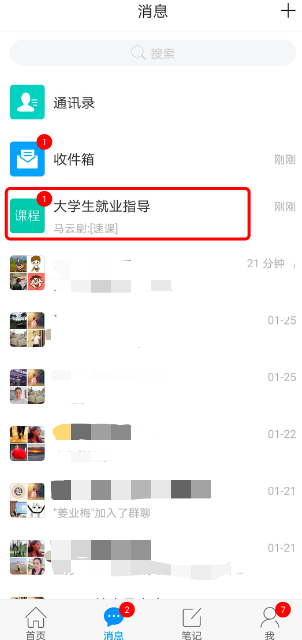 消息
搜索
通讯录
1
收件箱
刚刚
1
课程
大学生就业指导
刚刚
马云尉:[速课]
21 分钟
01-25
01-25
01-22
01-21
"姜业梅"加入了群聊
01-21
2
7
首页
消息
笔记
我